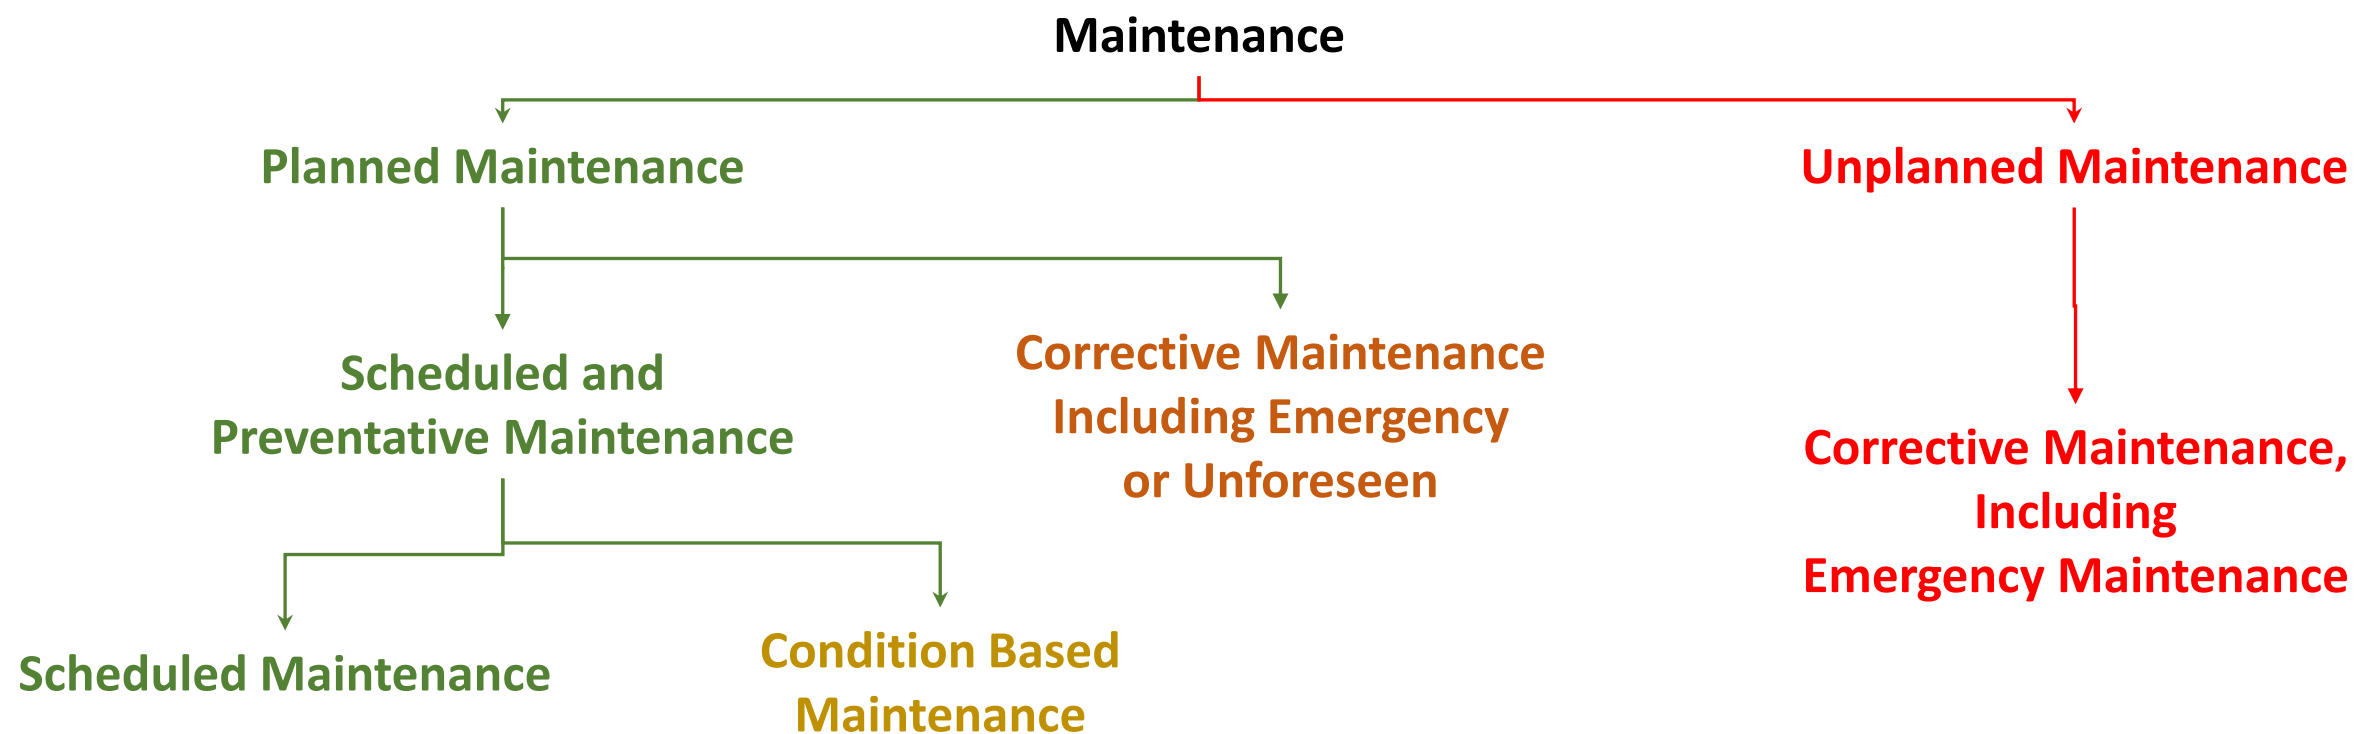 Maintenance
Planned Maintenance
Unplanned Maintenance
Scheduled and
Preventative Maintenance
Corrective Maintenance
Including Emergency
or Unforeseen
Corrective Maintenance,
Including
Emergency Maintenance
Scheduled Maintenance
Condition Based
Maintenance